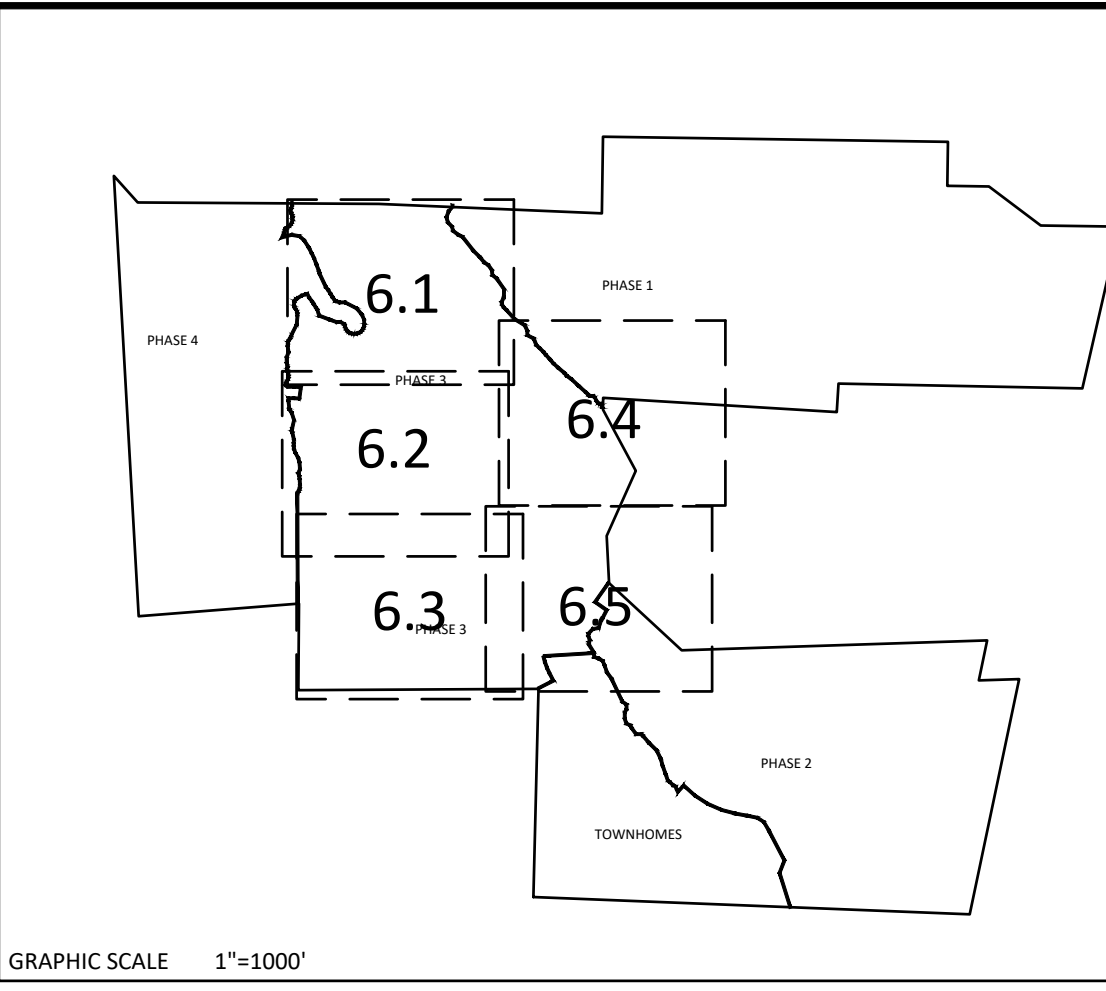 PHASE 1
6.1
PHASE 4
PHASE 3
6.4
6.2
6.5
6.3
PHASE 3
PHASE 2
TOWNHOMES
GRAPHIC SCALE 1"=1000'